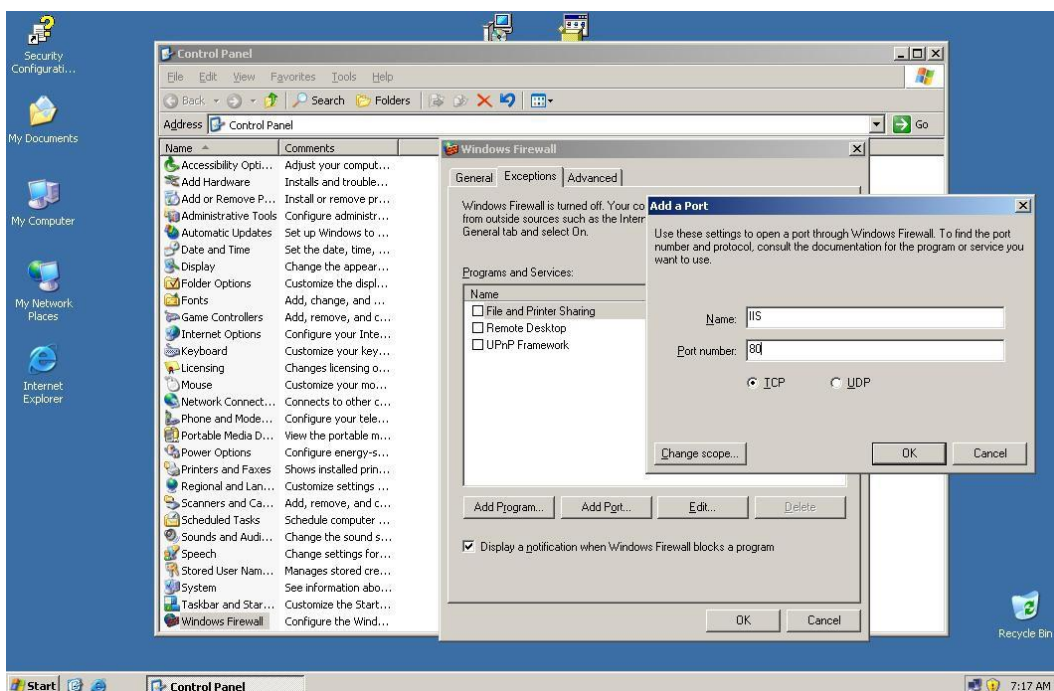 Security
Configurati...
My Documents
My Computer
My Network
Places
Internet
Explorer
Recycle Bin
Control Panel
File Edit View Favorites Tools Help
Back Search Folders
Address Control Panel Go
Name Comments
Accessibility Opti... Adjust your comput...
Add Hardware Installs and trouble...
Add or Remove P... Install or remove pr...
Administrative Tools Configure administr...
Automatic Updates Set up Windows to ...
Date and Time Set the date, time, ...
Display Change the appear...
Folder Options Customize the displ...
Fonts Add, change, and ...
Game Controllers Add, remove, and c...
Internet Options Configure your Inte...
Keyboard Customize your key...
Licensing Changes licensing o...
Mouse Customize your mo...
Network Connect... Connects to other c...
Phone and Mode... Configure your tele...
Portable Media D... View the portable m...
Power Options Configure energy-s...
Printers and Faxes Shows installed prin...
Regional and Lan... Customize settings ...
Scanners and Ca... Add, remove, and c...
Scheduled Tasks Schedule computer ...
Sounds and Audi... Change the sound s...
Speech Change settings for...
Stored User Nam... Manages stored cre...
System See information abo...
Taskbar and Star... Customize the Start...
Windows Firewall Configure the Wind...
Windows Firewall
General Exceptions Advanced
Windows Firewall is turned off. Your co
from outside sources such as the Intern
General tab and select On.
Programs and Services:
Name
File and Printer Sharing
Remote Desktop
UPnP Framework
Add Program... Add Port... Edit... Delete
Display a notification when Windows Firewall blocks a program
OK Cancel
Add a Port
Use these settings to open a port through Windows Firewall. To find the port
number and protocol, consult the documentation for the program or service you
want to use.
Name: IIS
Port number: 80
TCP UDP
Change scope... OK Cancel
Start Control Panel 7:17 AM